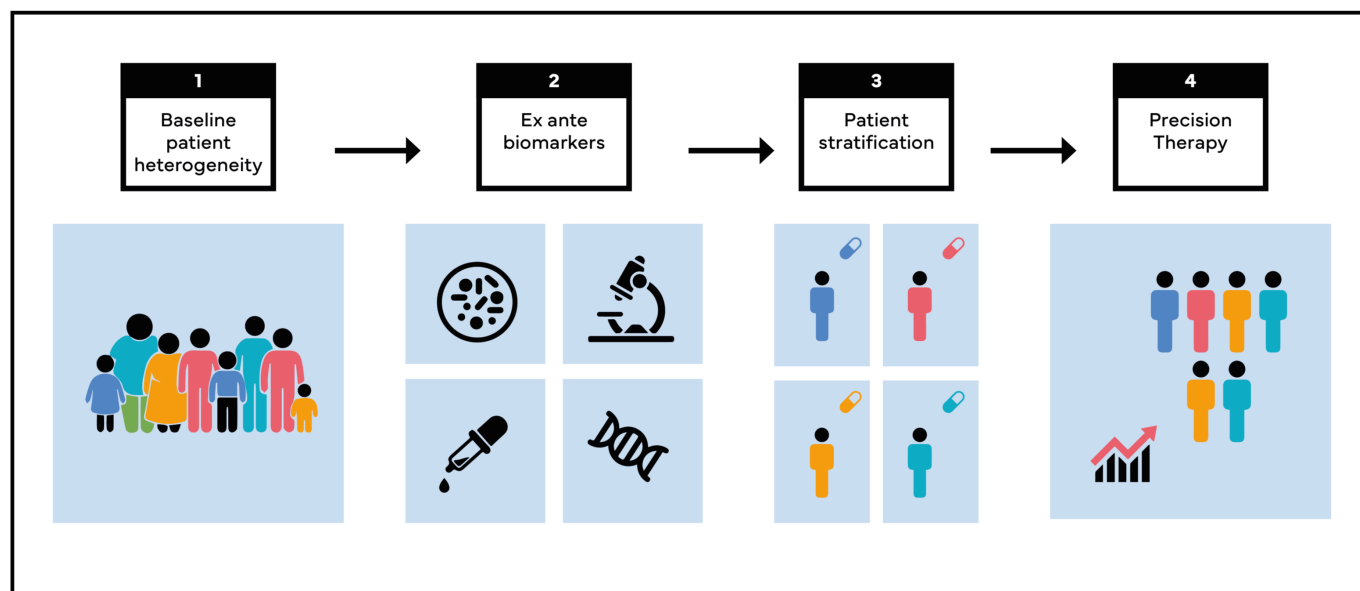 1
Baseline
patient
heterogeneity
2
Ex ante
biomarkers
3
Patient
stratification
4
Precision
Therapy